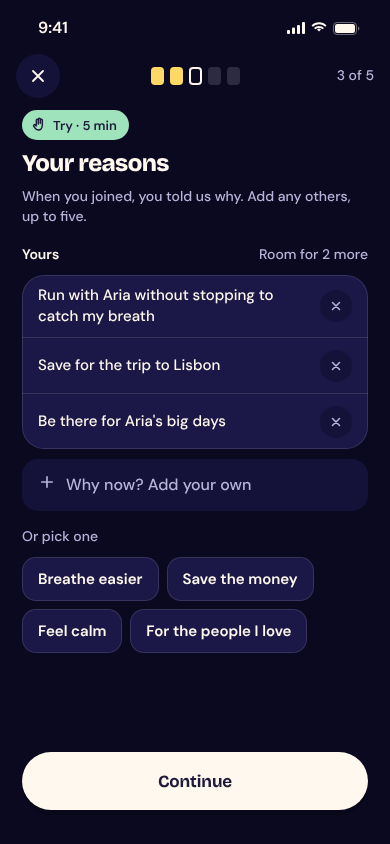 9:41
3 of 5
Try · 5 min
Your reasons
When you joined, you told us why. Add any others,
up to five.
Yours
Room for 2 more
Run with Aria without stopping to
catch my breath
Save for the trip to Lisbon
Be there for Aria's big days
Why now? Add your own
Or pick one
Breathe easier
Save the money
Feel calm
For the people I love
Continue